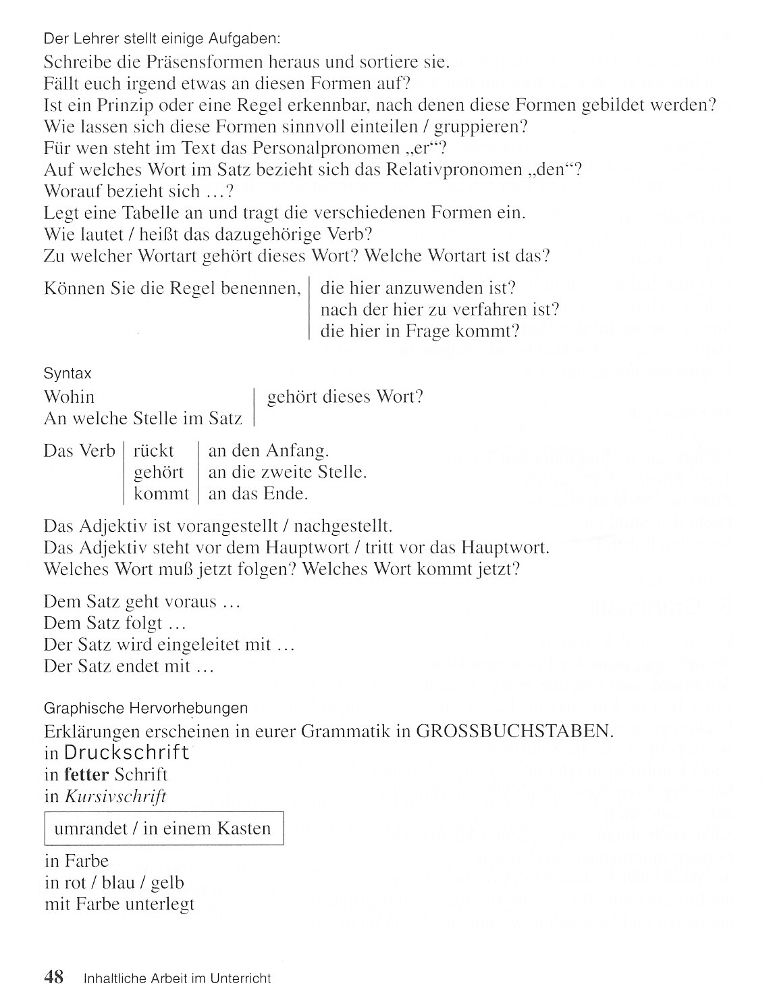 Der Lehrer stellt einige Aufgaben:
Schreibe die Präsensformen heraus und sortiere sie.
Fällt euch irgend etwas an diesen Formen auf?
Ist ein Prinzip oder eine Regel erkennbar, nach denen diese Formen gebildet werden?
Wie lassen sich diese Formen sinnvoll einteilen / gruppieren?
Für wen steht im Text das Personalpronomen „er“?
Auf welches Wort im Satz bezieht sich das Relativpronomen „den“?
Worauf bezieht sich …?
Legt eine Tabelle an und tragt die verschiedenen Formen ein.
Wie lautet / heißt das dazugehörige Verb?
Zu welcher Wortart gehört dieses Wort? Welche Wortart ist das?
Können Sie die Regel benennen, die hier anzuwenden ist?
nach der hier zu verfahren ist?
die hier in Frage kommt?
Syntax
Wohin gehört dieses Wort?
An welche Stelle im Satz
Das Verb rückt an den Anfang.
gehört an die zweite Stelle.
kommt an das Ende.
Das Adjektiv ist vorangestellt / nachgestellt.
Das Adjektiv steht vor dem Hauptwort / tritt vor das Hauptwort.
Welches Wort muß jetzt folgen? Welches Wort kommt jetzt?
Dem Satz geht voraus …
Dem Satz folgt …
Der Satz wird eingeleitet mit …
Der Satz endet mit …
Graphische Hervorhebungen
Erklärungen erscheinen in eurer Grammatik in GROSSBUCHSTABEN.
in Druckschrift
in fetter Schrift
in Kursivschrift
umrandet / in einem Kasten
in Farbe
in rot / blau / gelb
mit Farbe unterlegt
48 Inhaltliche Arbeit im Unterricht